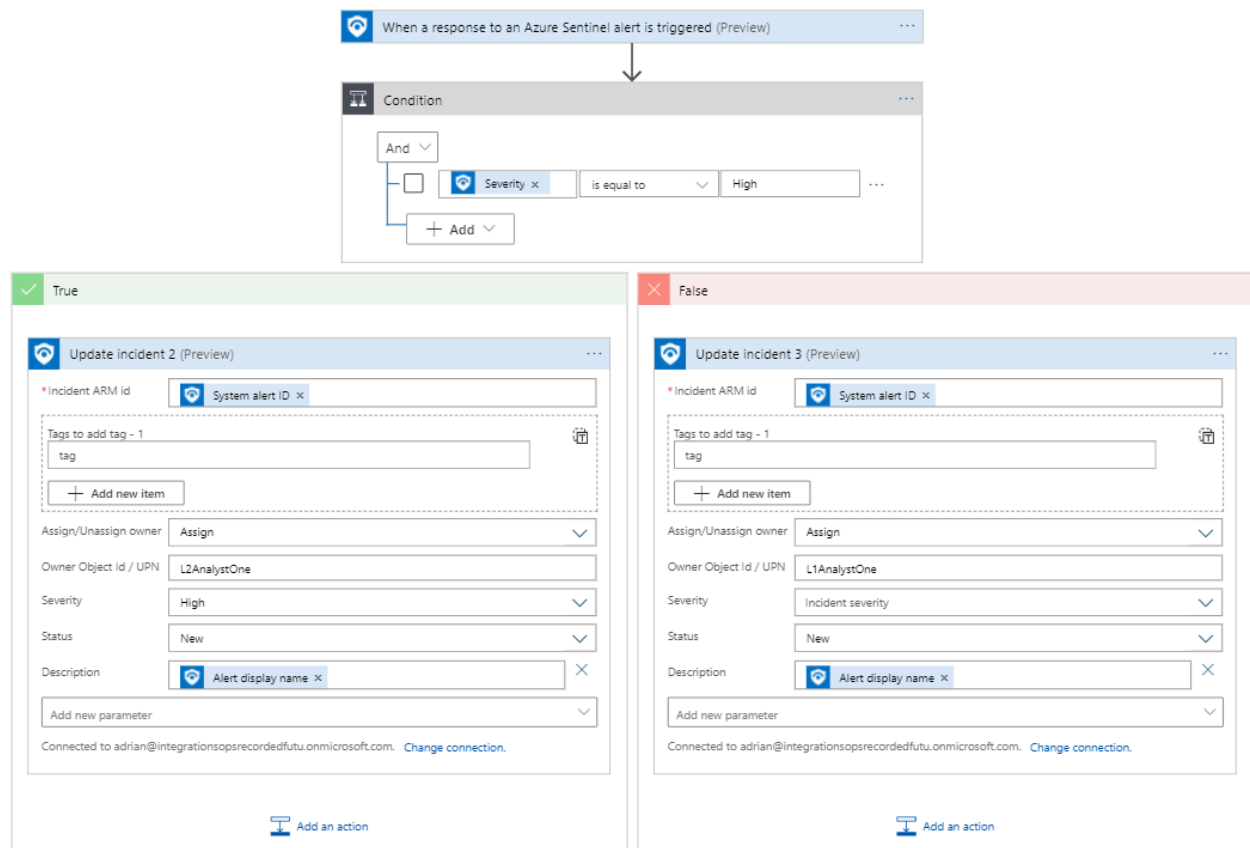 When a response to an Azure Sentinel alert is triggered (Preview)
Condition
And
Severity × is equal to High
+ Add
True
Update incident 2 (Preview)
*Incident ARM id System alert ID ×
Tags to add tag - 1
tag
+ Add new item
Assign/Unassign owner Assign
Owner Object Id / UPN L2AnalystOne
Severity High
Status New
Description Alert display name ×
Add new parameter
Connected to adrian@integrationsopsrecordedfutu.onmicrosoft.com. Change connection.
Add an action
False
Update incident 3 (Preview)
*Incident ARM id System alert ID ×
Tags to add tag - 1
tag
+ Add new item
Assign/Unassign owner Assign
Owner Object Id / UPN L1AnalystOne
Severity Incident severity
Status New
Description Alert display name ×
Add new parameter
Connected to adrian@integrationsopsrecordedfutu.onmicrosoft.com. Change connection.
Add an action